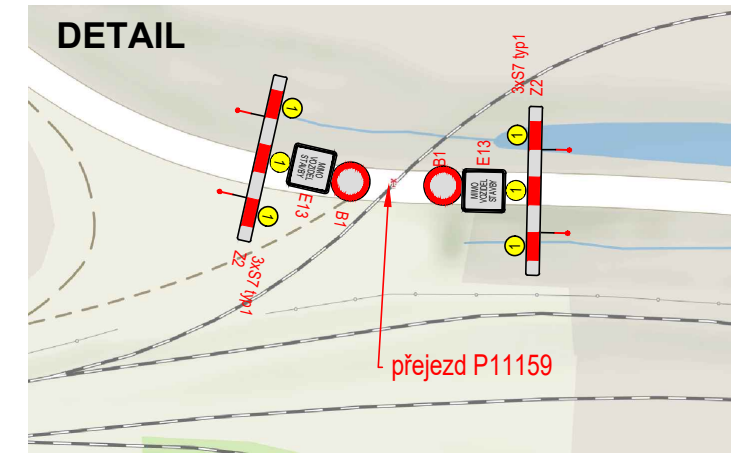 DETAIL
3xS7 typ1
Z2
1
1
1
MIMO
VOZIDEL
STAVBY
E13
B1
Z2
3xS7 typ1
B1
E13
MIMO
VOZIDEL
STAVBY
1
1
1
přejezd P11159